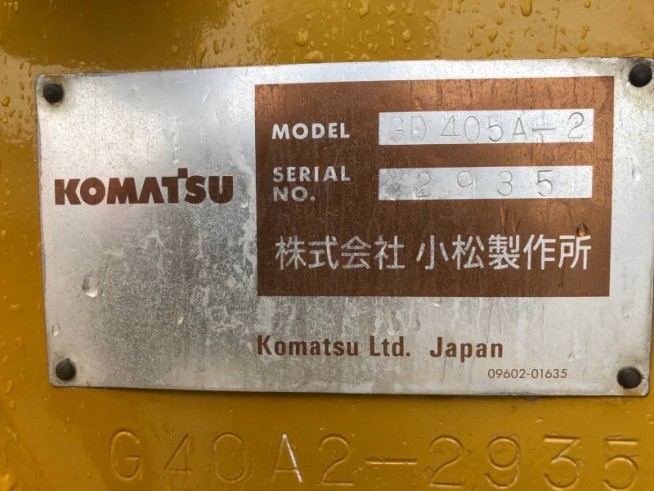 KOMATSU
MODEL GD405A-2
SERIAL NO. 2935
株式会社 小松製作所
Komatsu Ltd. Japan
09602-01635
G40A2-2935